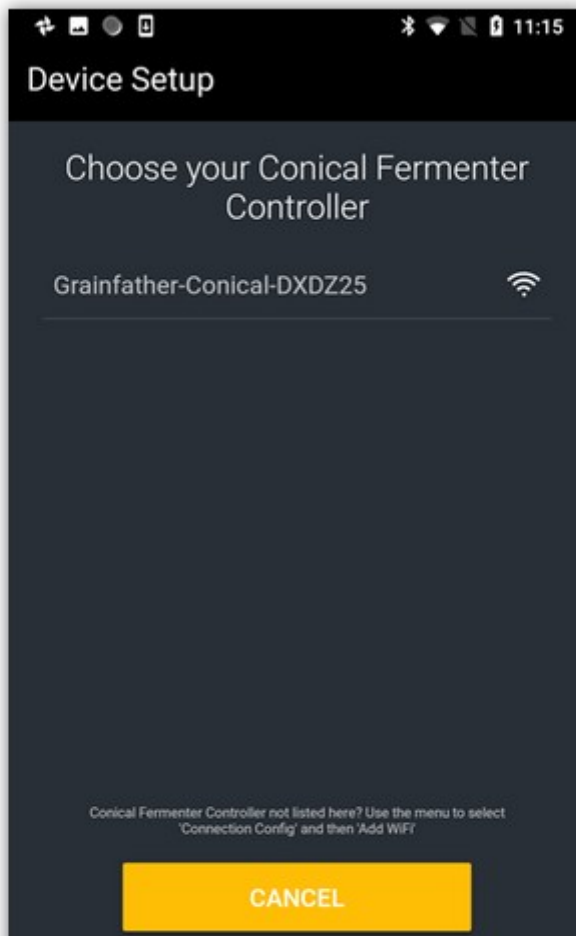 11:15
Device Setup
Choose your Conical Fermenter
Controller
Grainfather-Conical-DXDZ25
Conical Fermenter Controller not listed here? Use the menu to select
'Connection Config' and then 'Add WiFi'
CANCEL